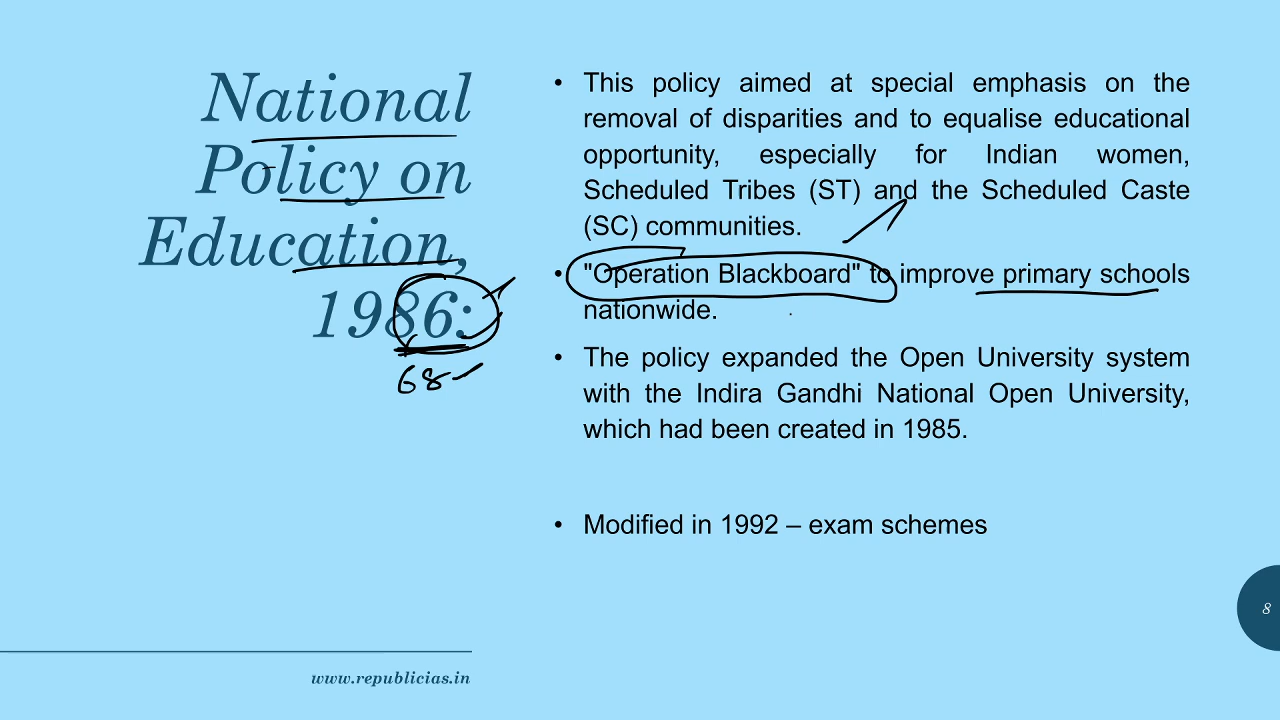 National
Policy on
Education,
1986:
68
• This policy aimed at special emphasis on the
removal of disparities and to equalise educational
opportunity, especially for Indian women,
Scheduled Tribes (ST) and the Scheduled Caste
(SC) communities.
• "Operation Blackboard" to improve primary schools
nationwide.
• The policy expanded the Open University system
with the Indira Gandhi National Open University,
which had been created in 1985.
• Modified in 1992 – exam schemes
8
www.republicias.in